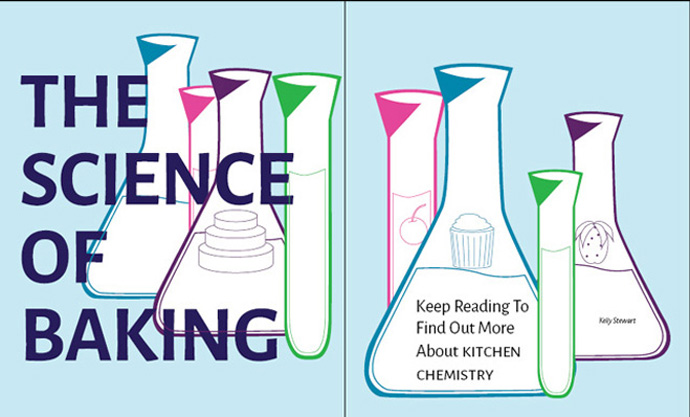 THE
SCIENCE
OF
BAKING
Keep Reading To
Find Out More
About KITCHEN
CHEMISTRY
Kelly Stewart